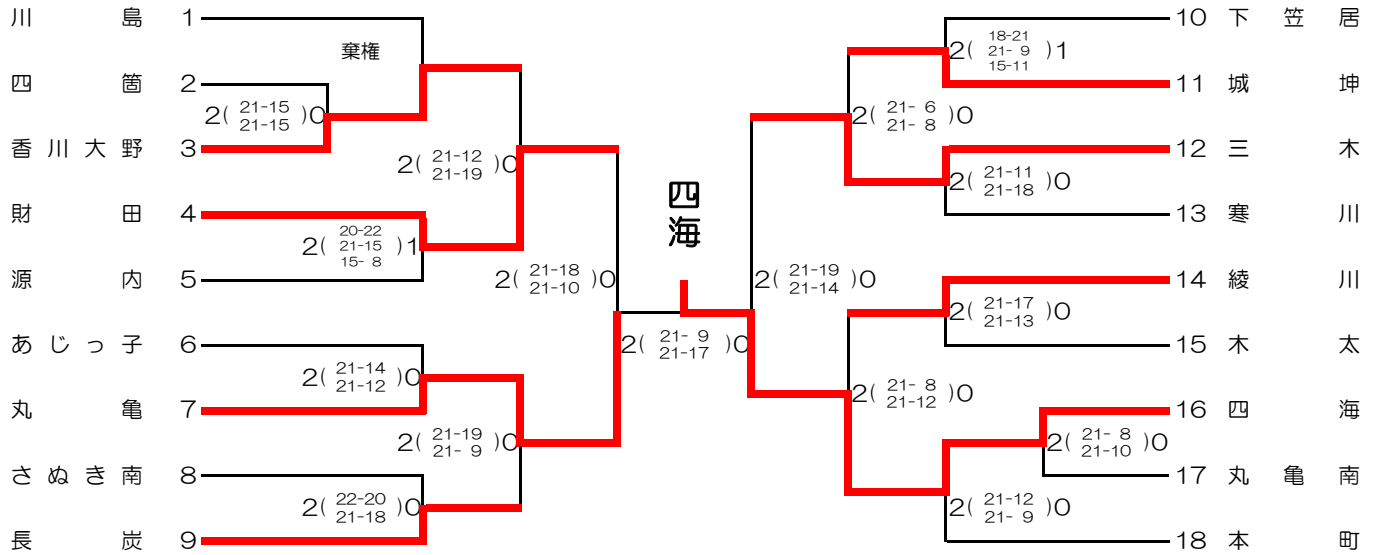 川島 1
棄権
四箇 2
2( 21-15 21-15 )0
香川大野 3
2( 21-12 21-19 )0
財田 4
2( 20-22 21-15 15- 8 )1
源内 5
2( 21-18 21-10 )0
あじっ子 6
2( 21-14 21-12 )0
丸亀 7
2( 21-19 21- 9 )0
さぬき南 8
2( 22-20 21-18 )0
長炭 9
四海
2( 21- 9 21-17 )0
10 下笠居
2( 18-21 21- 9 15-11 )1
11 城坤
2( 21- 6 21- 8 )0
12 三木
2( 21-11 21-18 )0
13 寒川
2( 21-19 21-14 )0
14 綾川
2( 21-17 21-13 )0
15 木太
2( 21- 8 21-12 )0
16 四海
2( 21- 8 21-10 )0
17 丸亀南
2( 21-12 21- 9 )0
18 本町